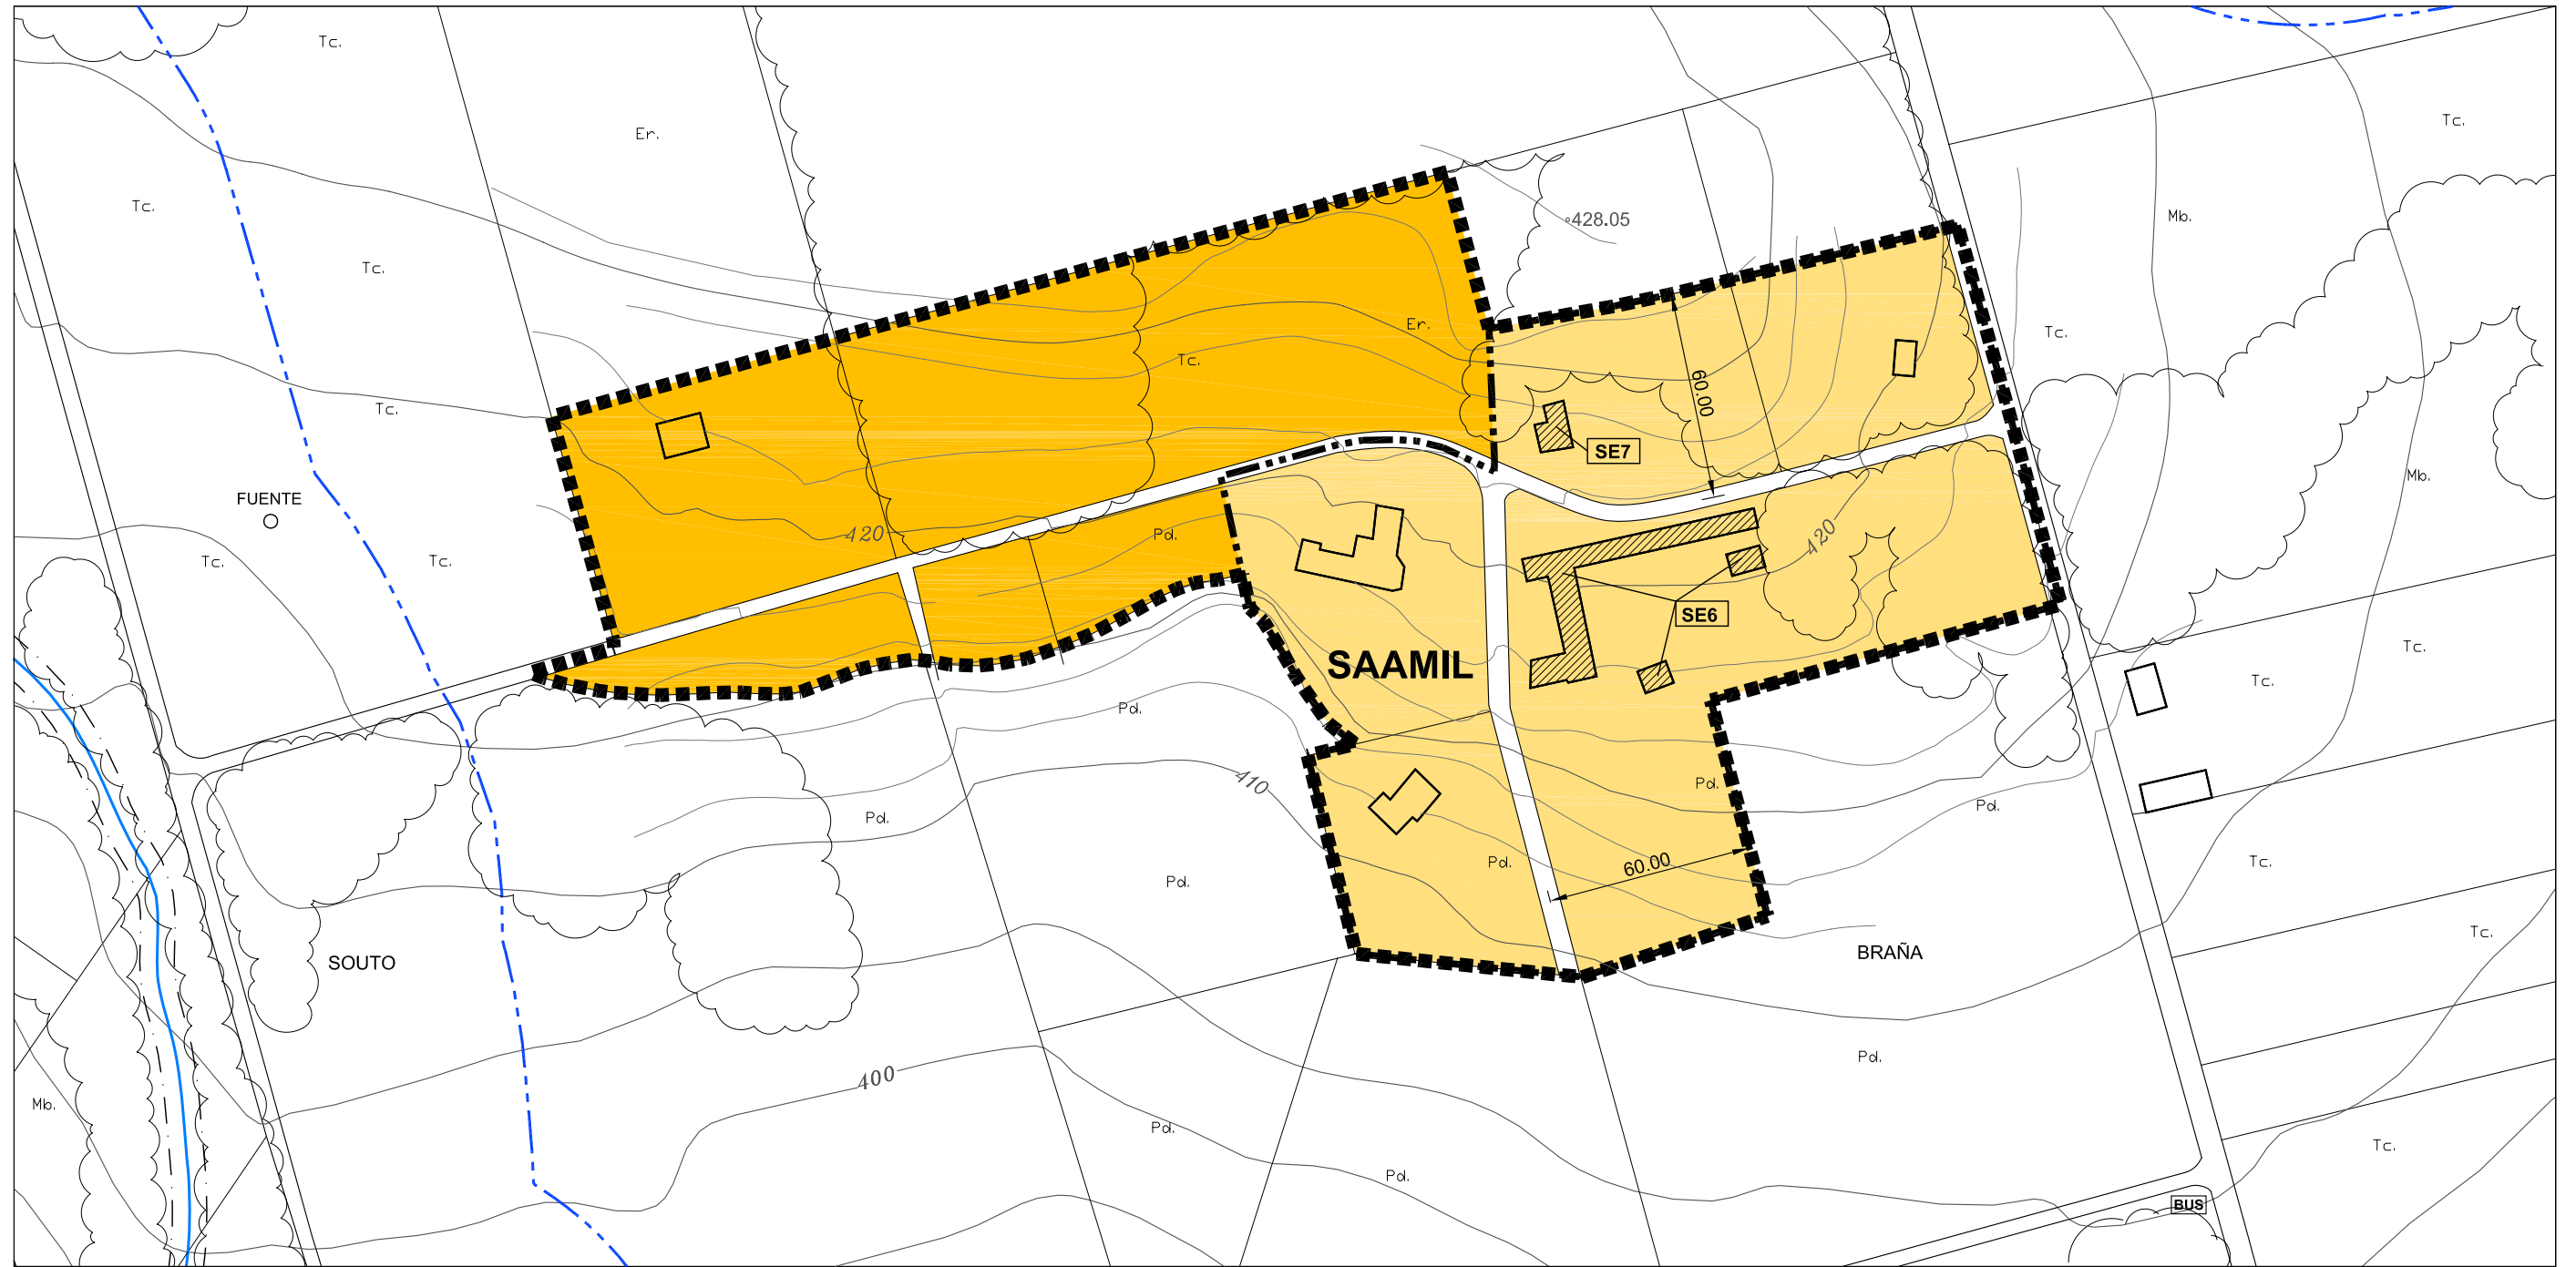 Tc.
Tc.
Er.
Tc.
Mb.
428.05
Tc.
Er.
Tc.
Tc.
60.00
Tc.
SE7
Mb.
FUENTE
420
Pd.
420
Tc.
Tc.
SE6
Tc.
SAAMIL
Tc.
Pd.
410
Pd.
Pd.
Pd.
60.00
Pd.
Tc.
Pd.
Tc.
BRAÑA
SOUTO
Pd.
400
Mb.
Pd.
Tc.
Pd.
BUS